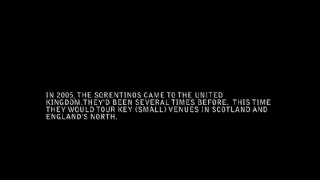 IN 2005, THE SORENTINOS CAME TO THE UNITED
KINGDOM.THEY'D BEEN SEVERAL TIMES BEFORE. THIS TIME
THEY WOULD TOUR KEY (SMALL) VENUES IN SCOTLAND AND
ENGLAND'S NORTH.